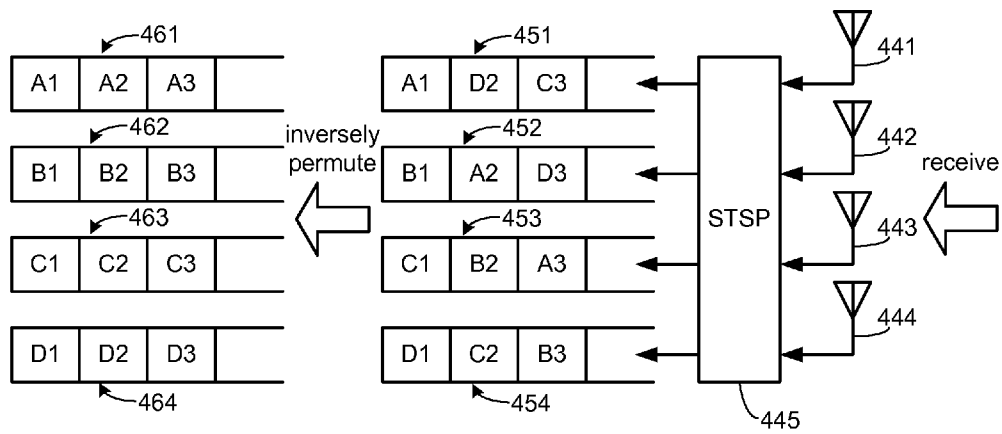 461
A1 A2 A3
462
B1 B2 B3
463
C1 C2 C3
D1 D2 D3
464
inversely
permute
451
A1 D2 C3
452
B1 A2 D3
453
C1 B2 A3
D1 C2 B3
454
STSP
445
441
442
443
444
receive